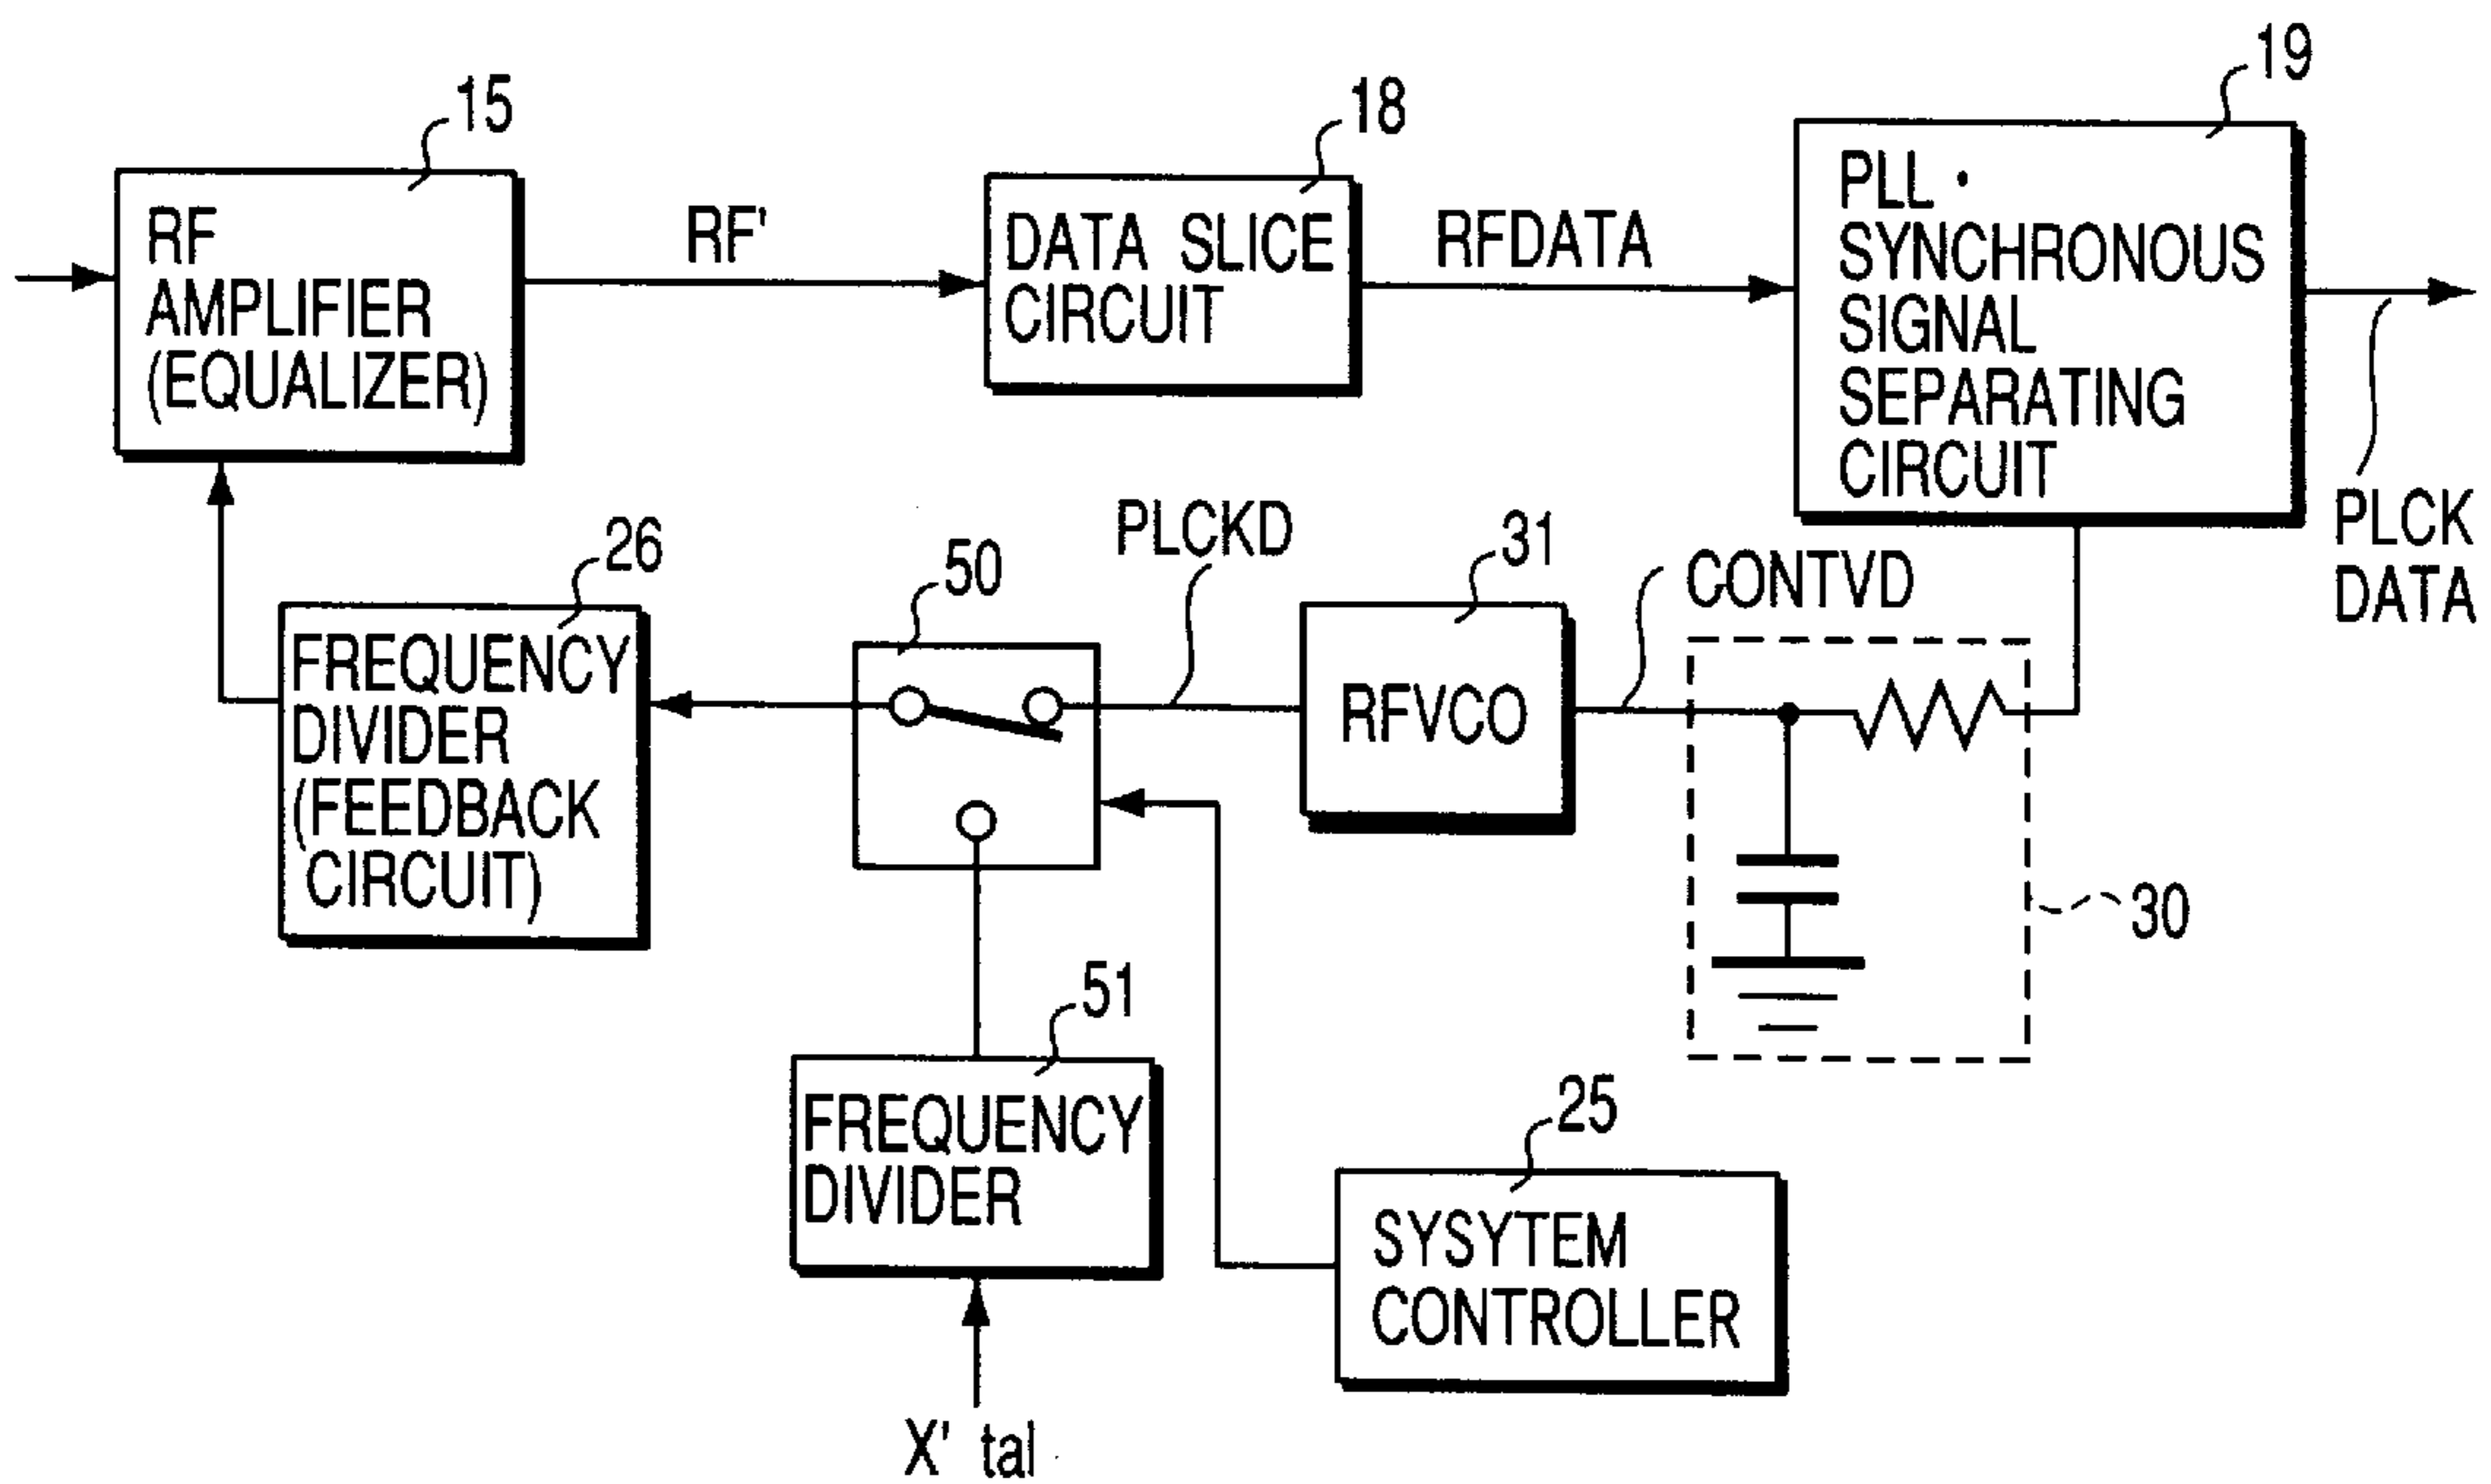 15
RF
AMPLIFIER
(EQUALIZER)
RF'
18
DATA SLICE
CIRCUIT
RFDATA
19
PLL •
SYNCHRONOUS
SIGNAL
SEPARATING
CIRCUIT
PLCK
DATA
26
FREQUENCY
DIVIDER
(FEEDBACK
CIRCUIT)
50
PLCKD
31
RFVCO
CONTVD
30
51
FREQUENCY
DIVIDER
X' tal
25
SYSYTEM
CONTROLLER